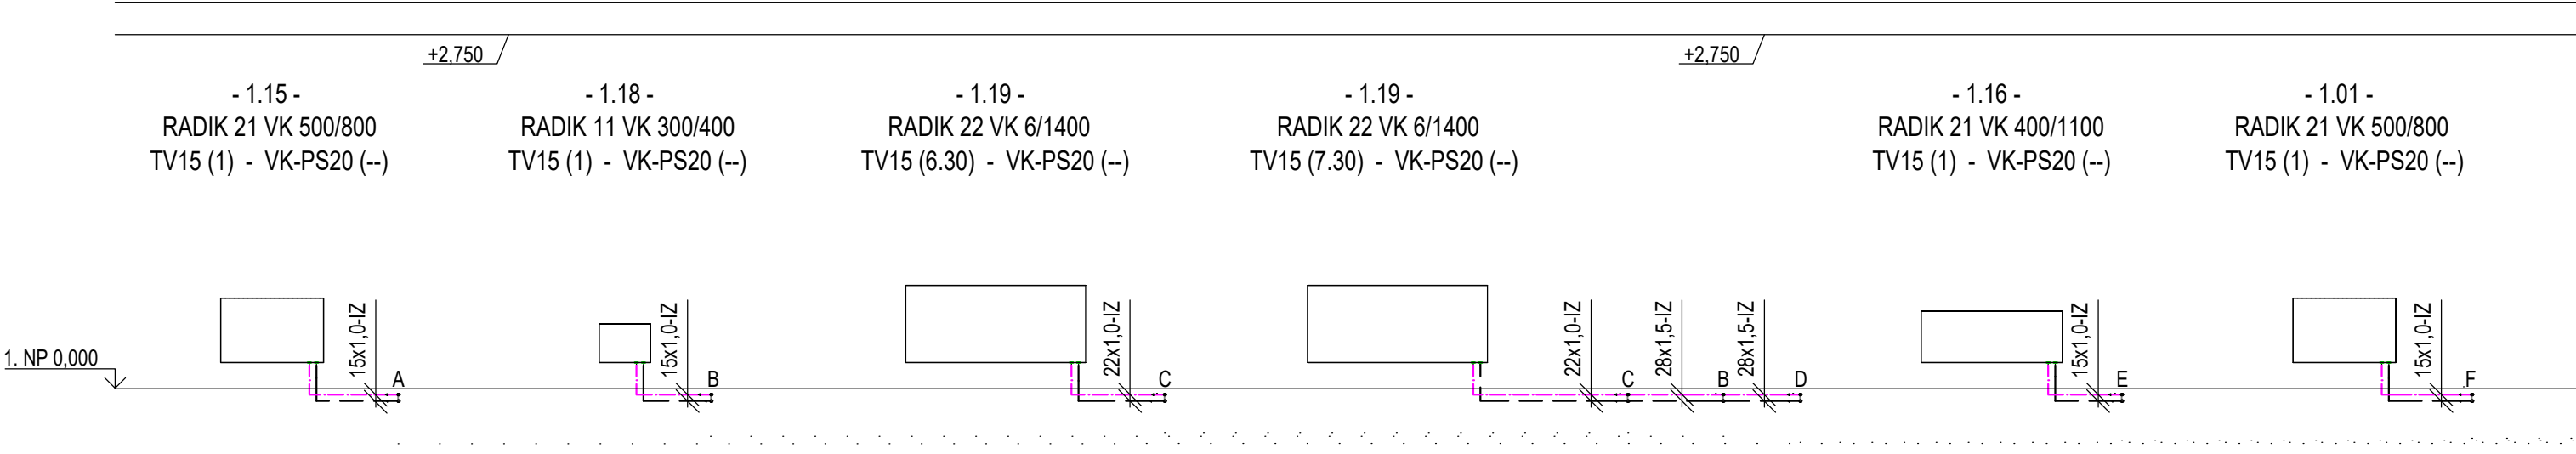 +2,750
+2,750
- 1.15 -
RADIK 21 VK 500/800
TV15 (1) - VK-PS20 (--)
- 1.18 -
RADIK 11 VK 300/400
TV15 (1) - VK-PS20 (--)
- 1.19 -
RADIK 22 VK 6/1400
TV15 (6.30) - VK-PS20 (--)
- 1.19 -
RADIK 22 VK 6/1400
TV15 (7.30) - VK-PS20 (--)
- 1.16 -
RADIK 21 VK 400/1100
TV15 (1) - VK-PS20 (--)
- 1.01 -
RADIK 21 VK 500/800
TV15 (1) - VK-PS20 (--)
1. NP 0,000
15x1,0-IZ
A
15x1,0-IZ
B
22x1,0-IZ
C
22x1,0-IZ
C
28x1,5-IZ
B
28x1,5-IZ
D
15x1,0-IZ
E
15x1,0-IZ
F